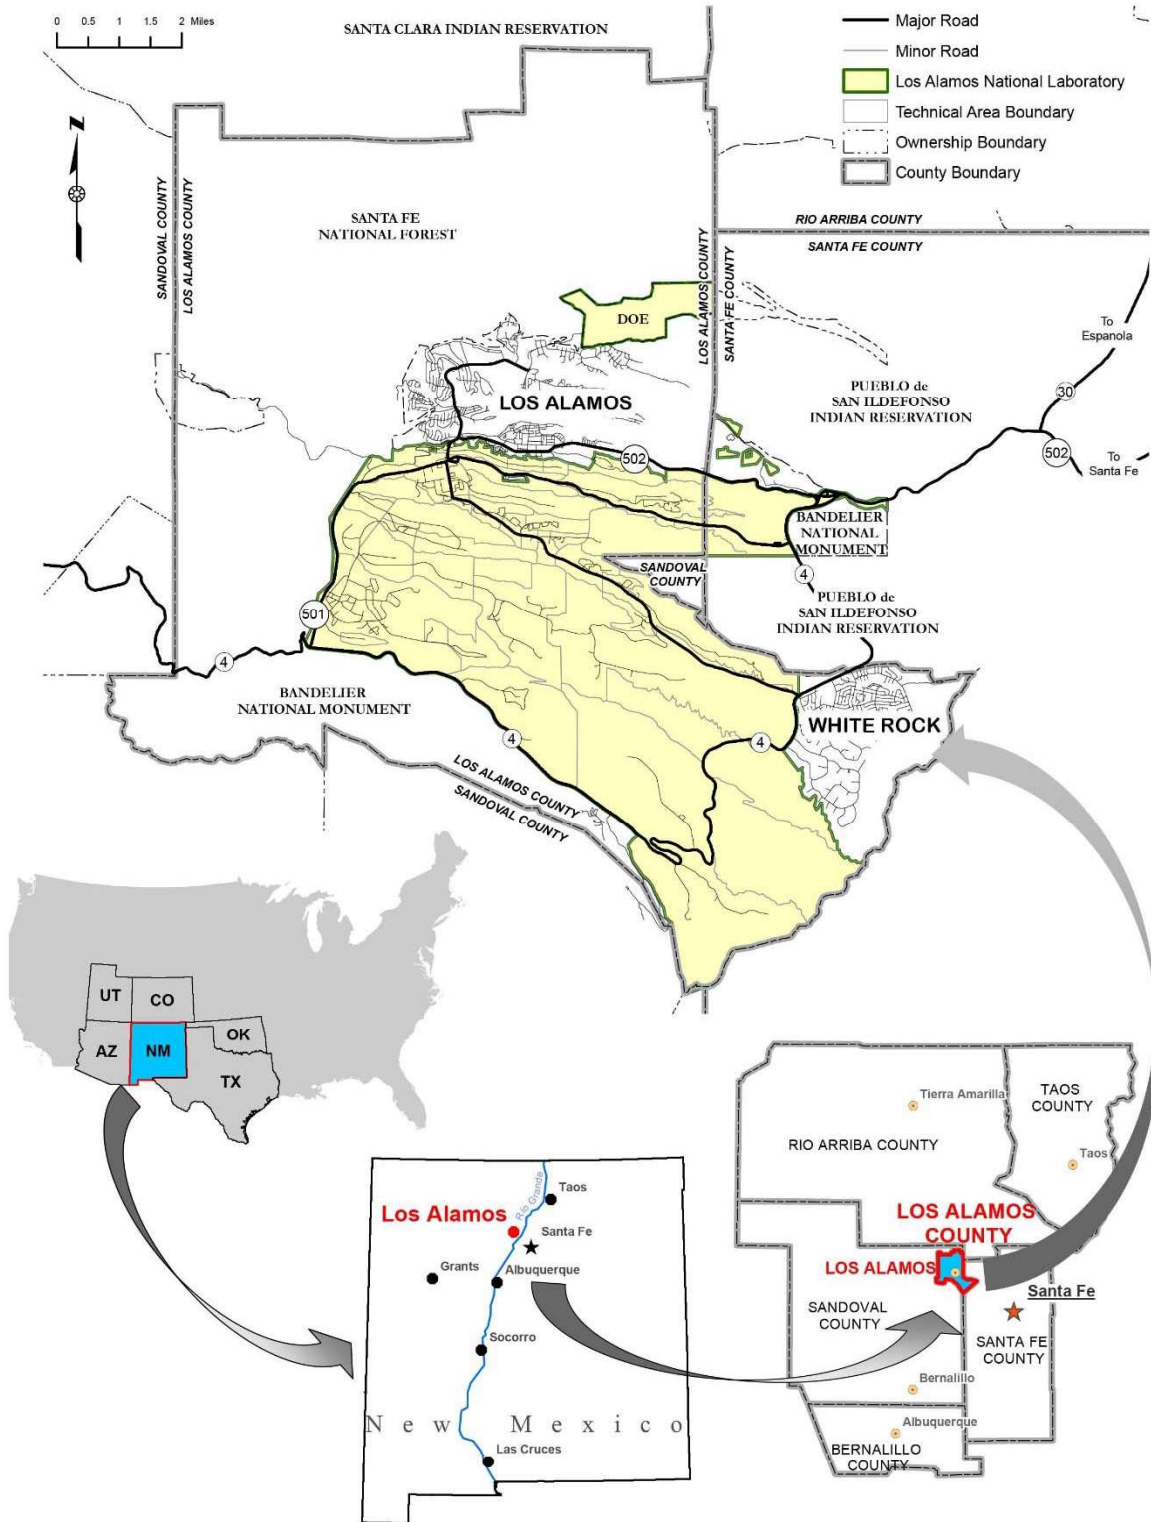 0 0.5 1 2 Miles
SANTA CLARA INDIAN RESERVATION
Major Road
Minor Road
Los Alamos National Laboratory
Technical Area Boundary
Ownership Boundary
County Boundary
N
SANDOVAL COUNTY
LOS ALAMOS COUNTY
SANTA FE
NATIONAL FOREST
LOS ALAMOS COUNTY
SANTA FE COUNTY
RIO ARRIBA COUNTY
SANTA FE COUNTY
DOE
To
Espanola
LOS ALAMOS
PUEBLO de
SAN ILDEFONSO
INDIAN RESERVATION
30
502
502
To
Santa Fe
BANDELIER
NATIONAL
MONUMENT
SANDOVAL
COUNTY
4
501
PUEBLO de
SAN ILDEFONSO
INDIAN RESERVATION
4
BANDELIER
NATIONAL MONUMENT
WHITE ROCK
4
4
LOS ALAMOS COUNTY
SANDOVAL COUNTY
UT
CO
AZ
NM
OK
TX
Rio Grande
Taos
Los Alamos
Santa Fe
Grants
Albuquerque
Socorro
New Mexico
Las Cruces
Tierra Amarilla
TAOS
COUNTY
RIO ARRIBA COUNTY
Taos
LOS ALAMOS
COUNTY
LOS ALAMOS
Santa Fe
SANDOVAL
COUNTY
SANTA FE
COUNTY
Bernalillo
Albuquerque
BERNALILLO
COUNTY